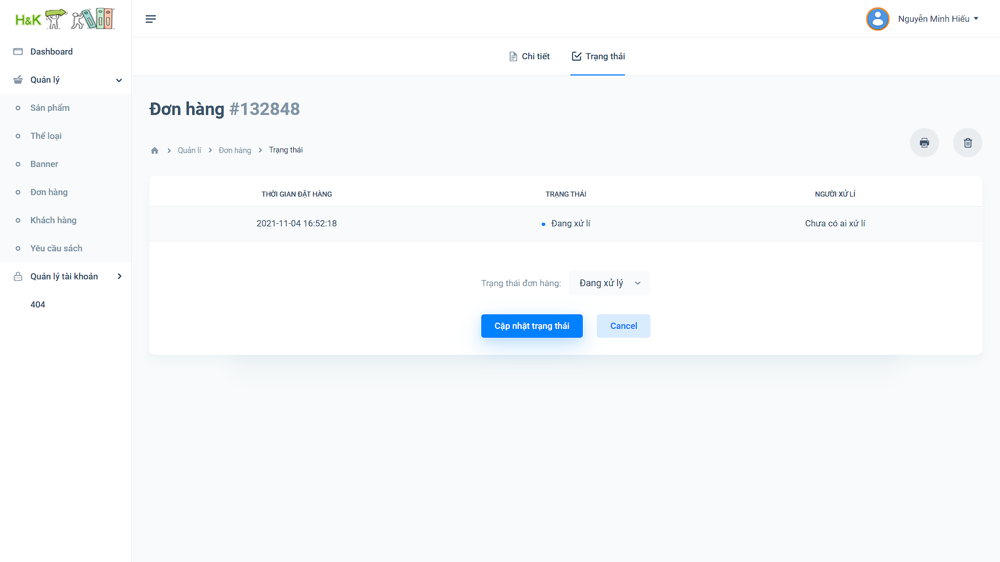 H&K
Nguyễn Minh Hiếu
Dashboard
Quản lý
Sản phẩm
Thể loại
Banner
Đơn hàng
Khách hàng
Yêu cầu sách
Quản lý tài khoản
404
Chi tiết
Trạng thái
Đơn hàng #132848
Quản lí
Đơn hàng
Trạng thái
THỜI GIAN ĐẶT HÀNG
TRẠNG THÁI
NGƯỜI XỬ LÍ
2021-11-04 16:52:18
Đang xử lí
Chưa có ai xử lí
Trạng thái đơn hàng:
Đang xử lý
Cập nhật trạng thái
Cancel